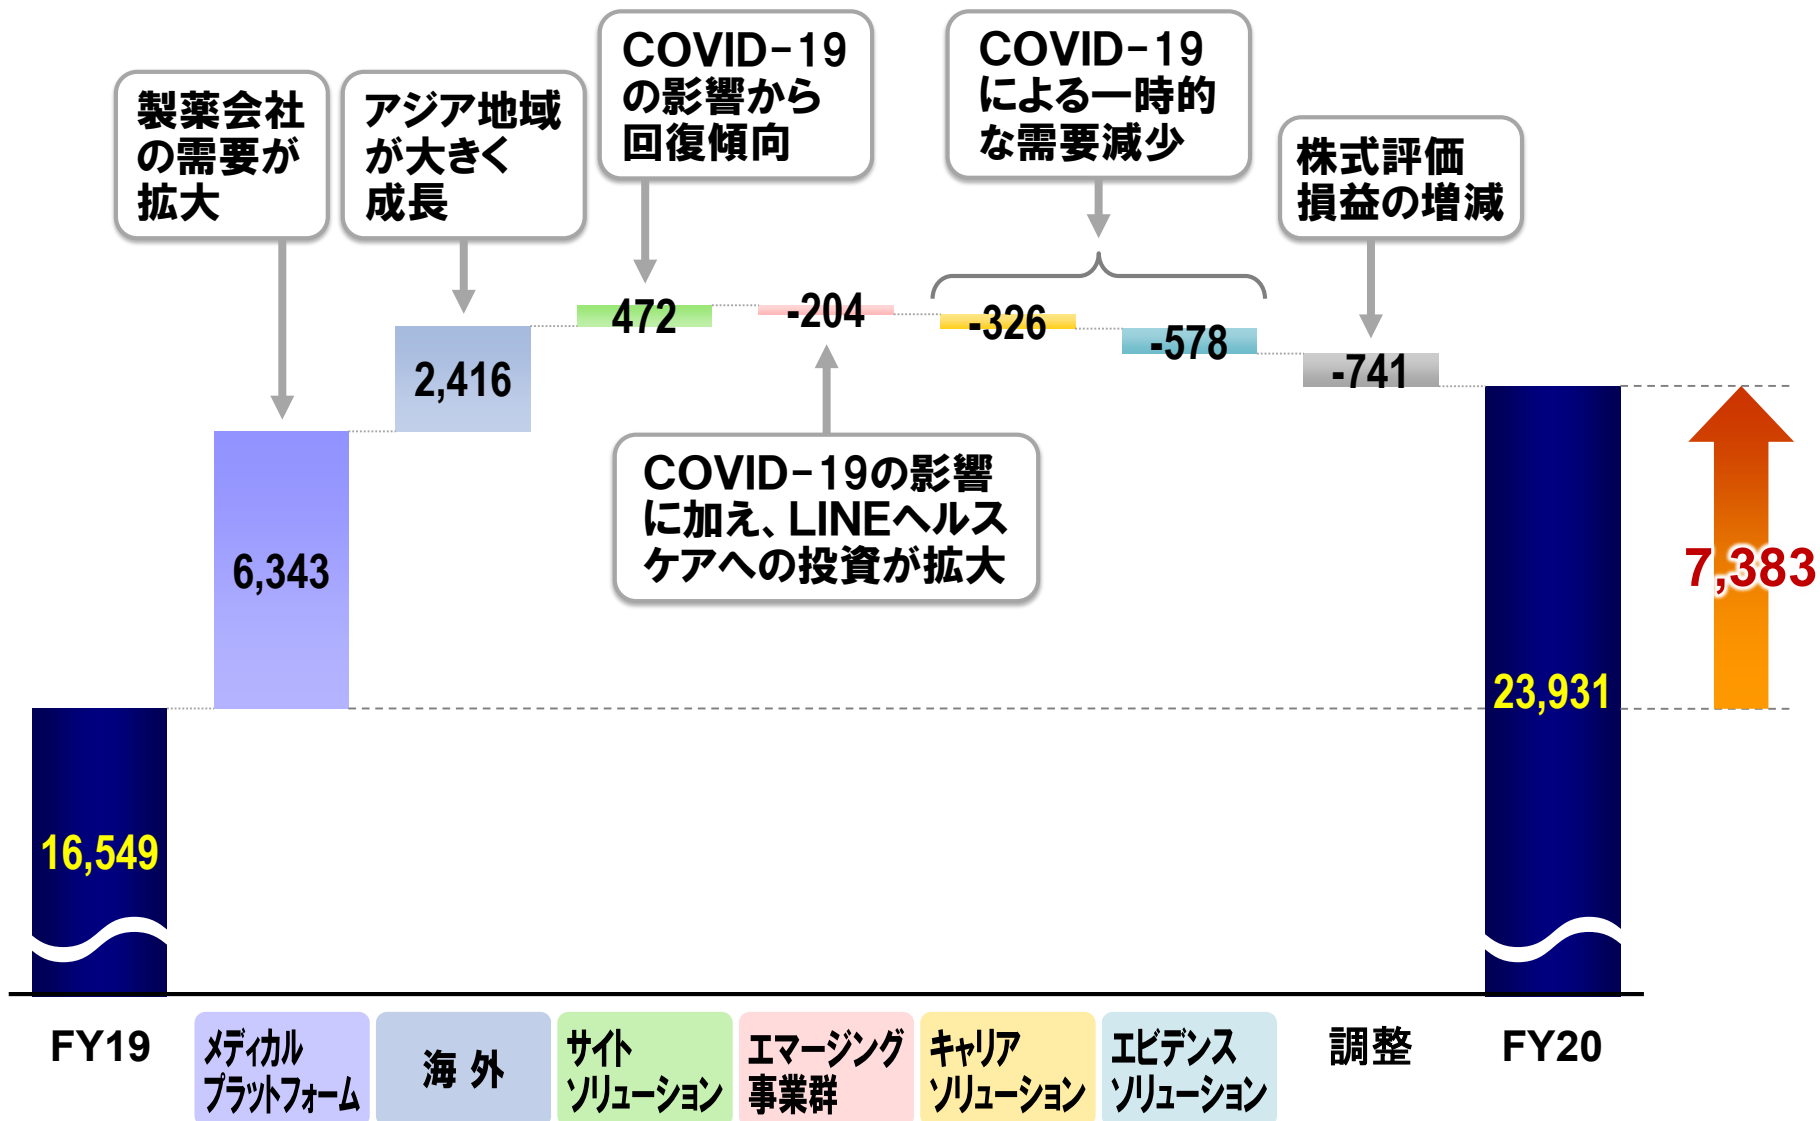 COVID-19
の影響から
回復傾向
COVID-19
による一時的
な需要減少
製薬会社
の需要が
拡大
アジア地域
が大きく
成長
株式評価
損益の増減
472
-204
-326
-578
-741
2,416
COVID-19の影響
に加え、LINEヘルス
ケアへの投資が拡大
6,343
7,383
23,931
16,549
FY19
メディカル
プラットフォーム
海外
サイト
ソリューション
エマージング
事業群
キャリア
ソリューション
エビデンス
ソリューション
調整
FY20